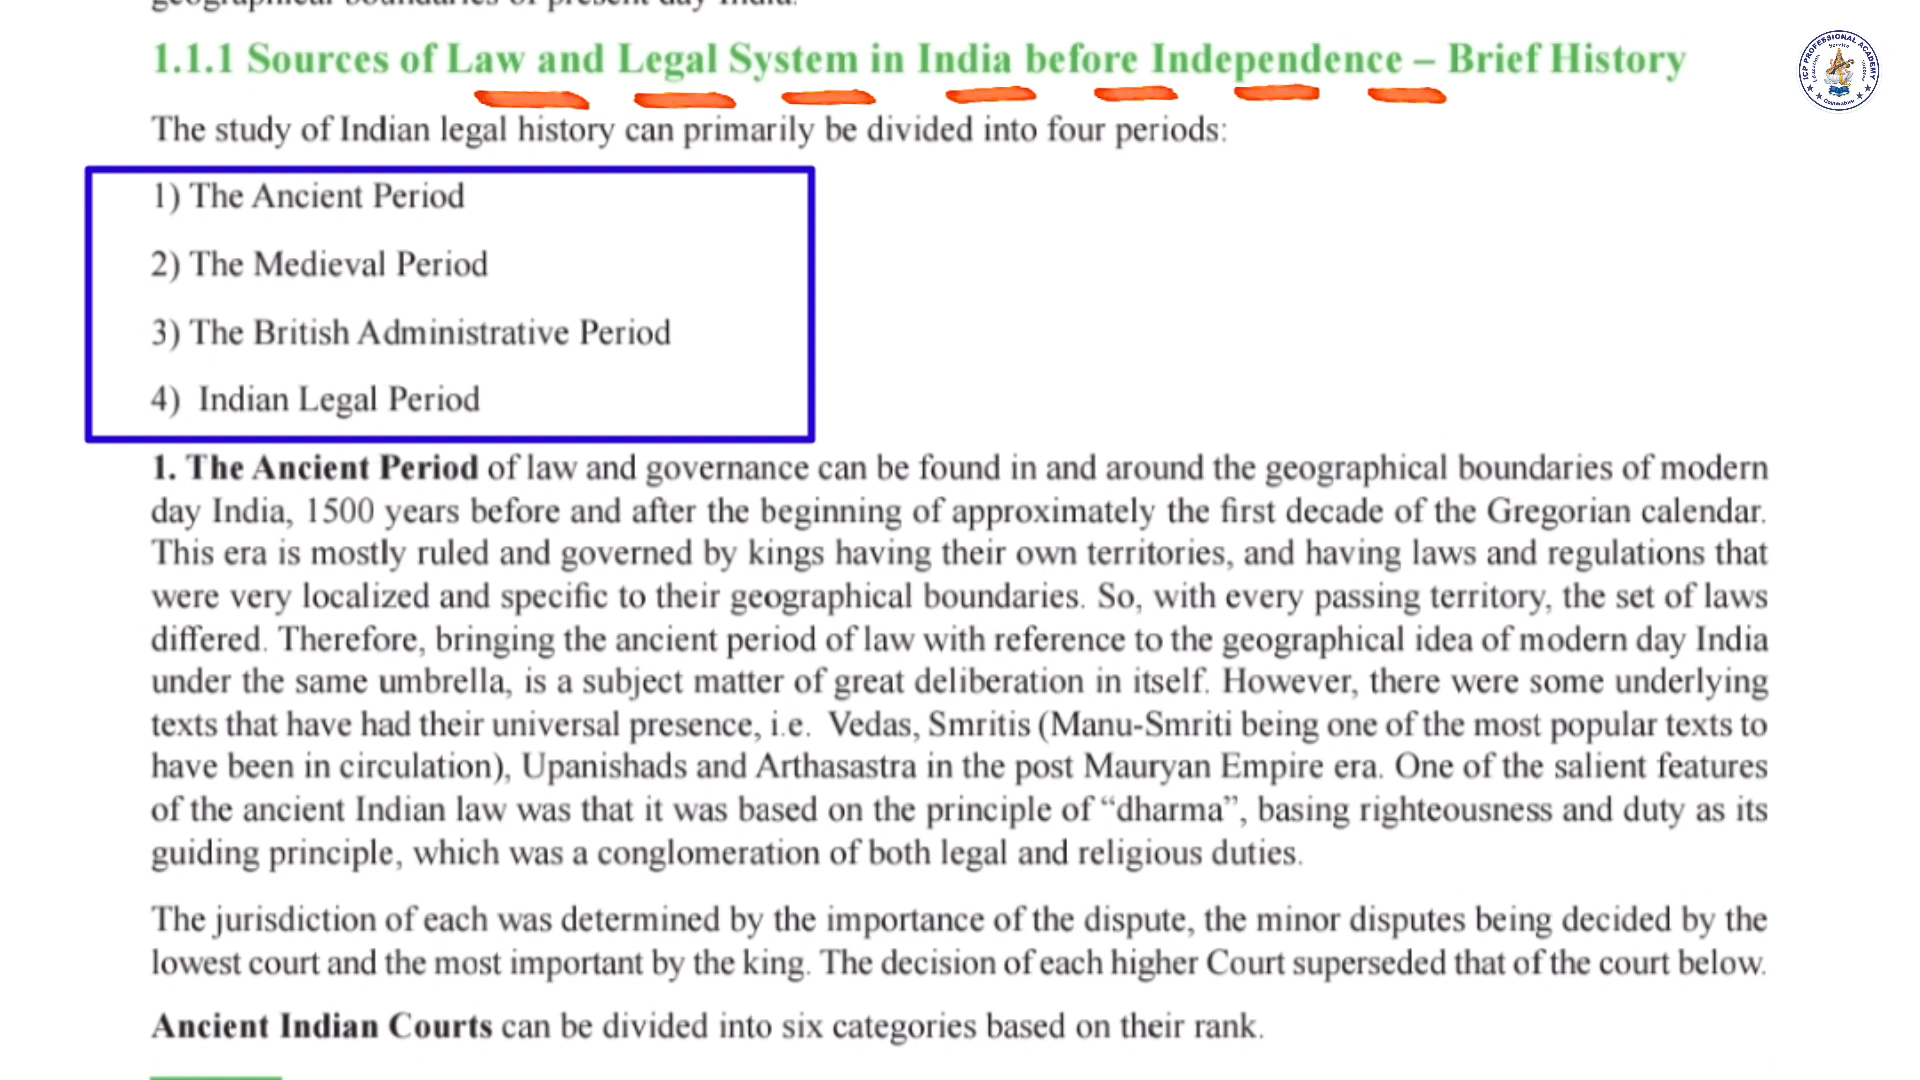 geographical boundaries of present day India.
1.1.1 Sources of Law and Legal System in India before Independence – Brief History
The study of Indian legal history can primarily be divided into four periods:
1) The Ancient Period
2) The Medieval Period
3) The British Administrative Period
4) Indian Legal Period
1. The Ancient Period of law and governance can be found in and around the geographical boundaries of modern
day India, 1500 years before and after the beginning of approximately the first decade of the Gregorian calendar.
This era is mostly ruled and governed by kings having their own territories, and having laws and regulations that
were very localized and specific to their geographical boundaries. So, with every passing territory, the set of laws
differed. Therefore, bringing the ancient period of law with reference to the geographical idea of modern day India
under the same umbrella, is a subject matter of great deliberation in itself. However, there were some underlying
texts that have had their universal presence, i.e. Vedas, Smritis (Manu-Smriti being one of the most popular texts to
have been in circulation), Upanishads and Arthasastra in the post Mauryan Empire era. One of the salient features
of the ancient Indian law was that it was based on the principle of “dharma”, basing righteousness and duty as its
guiding principle, which was a conglomeration of both legal and religious duties.
The jurisdiction of each was determined by the importance of the dispute, the minor disputes being decided by the
lowest court and the most important by the king. The decision of each higher Court superseded that of the court below.
Ancient Indian Courts can be divided into six categories based on their rank.
ICP PROFESSIONAL ACADEMY
Service
Coimbatore